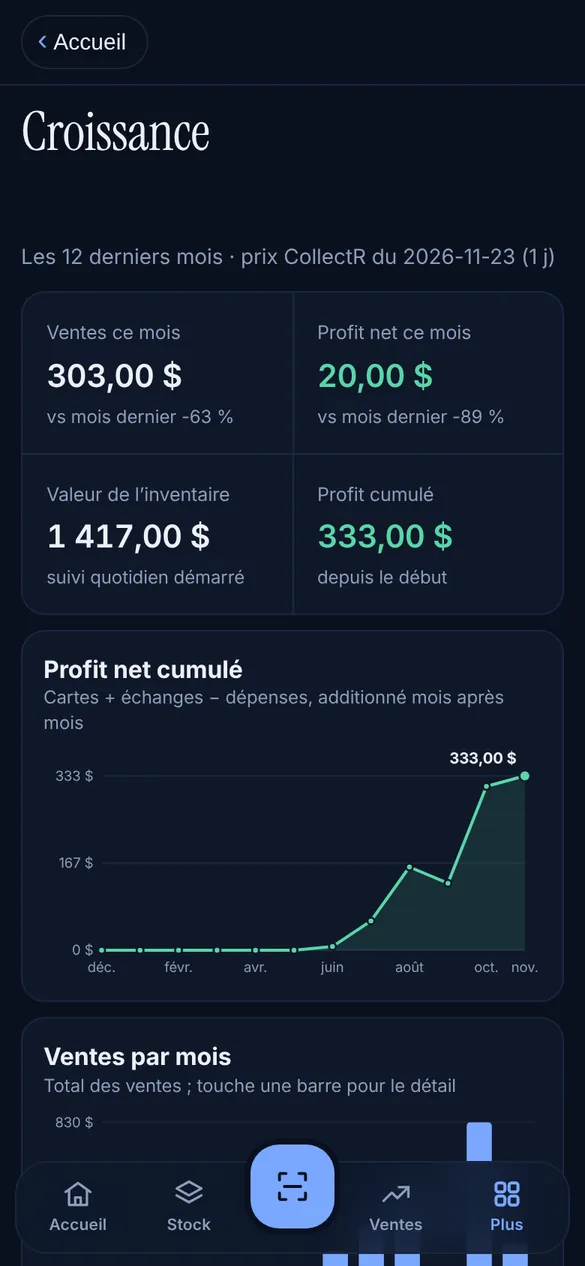 Accueil
Croissance
Les 12 derniers mois · prix CollectR du 2026-11-23 (1 j)
Ventes ce mois
303,00 $
vs mois dernier -63 %
Profit net ce mois
20,00 $
vs mois dernier -89 %
Valeur de l’inventaire
1 417,00 $
suivi quotidien démarré
Profit cumulé
333,00 $
depuis le début
Profit net cumulé
Cartes + échanges − dépenses, additionné mois après
mois
333,00 $
333 $
167 $
0 $
déc.
févr.
avr.
juin
août
oct.
nov.
Ventes par mois
Total des ventes ; touche une barre pour le détail
830 $
Accueil
Stock
Ventes
Plus